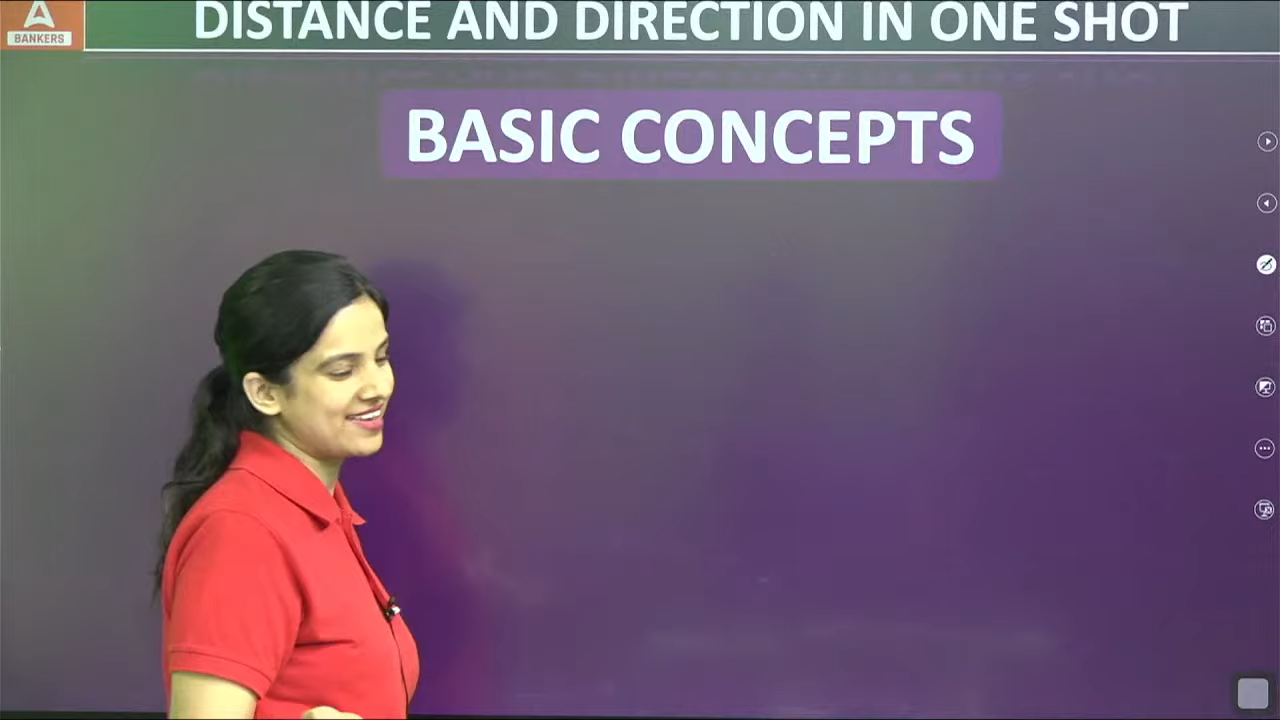 DISTANCE AND DIRECTION IN ONE SHOT
A
BANKERS
BASIC CONCEPTS